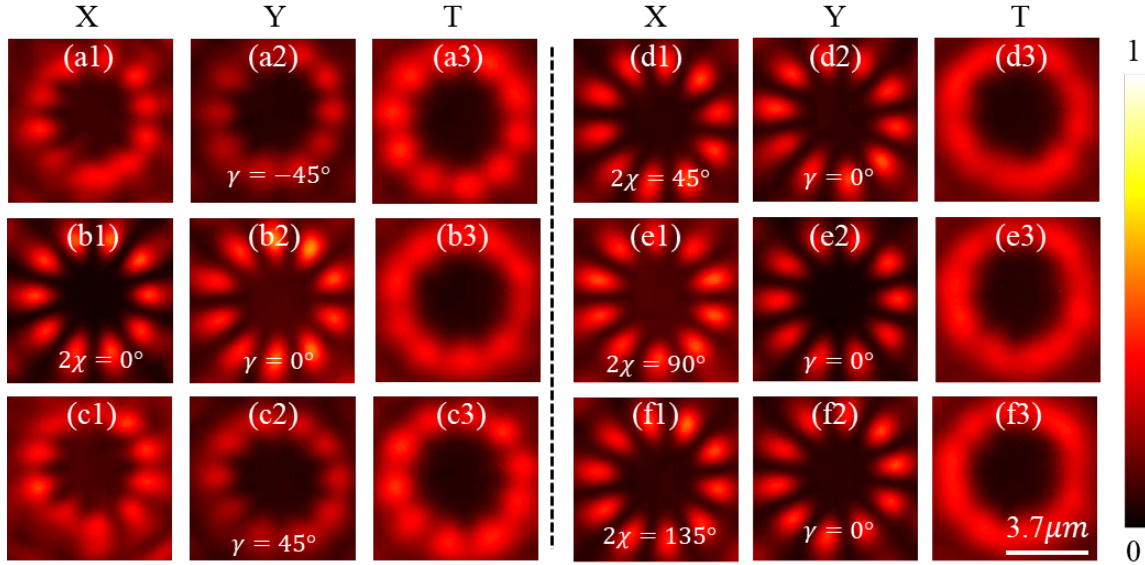 X Y T X Y T
(a1) (a2) (a3) (d1) (d2) (d3) 1
γ = −45° 2χ = 45° γ = 0°
(b1) (b2) (b3) (e1) (e2) (e3)
2χ = 0° γ = 0° 2χ = 90° γ = 0°
(c1) (c2) (c3) (f1) (f2) (f3)
γ = 45° 2χ = 135° γ = 0° 3.7μm
0